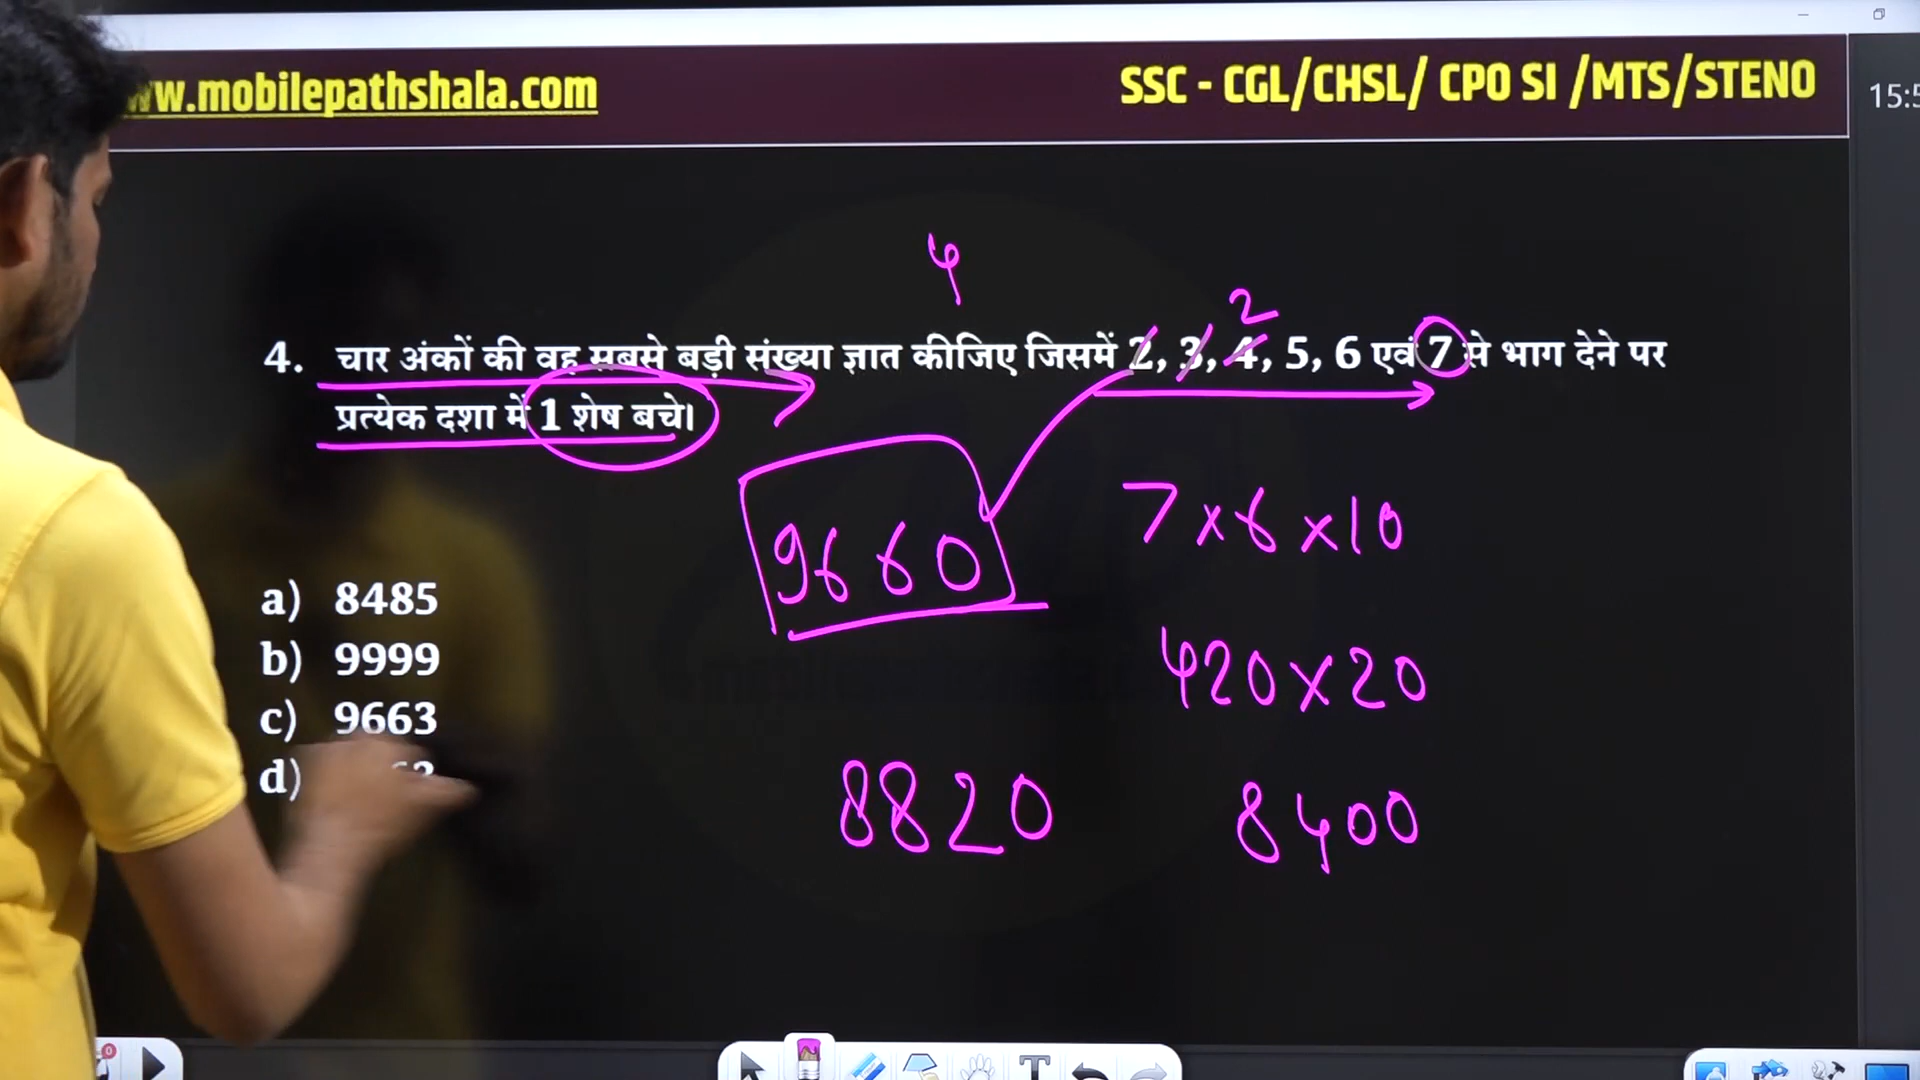 www.mobilepathshala.com
SSC - CGL/CHSL/ CPO SI /MTS/STENO
15:5
4
2
4. चार अंकों की वह सबसे बड़ी संख्या ज्ञात कीजिए जिसमें 2, 3, 4, 5, 6 एवं 7 से भाग देने पर
प्रत्येक दशा में 1 शेष बचे।
9660
7 x 6 x 10
a) 8485
b) 9999
420 x 20
c) 9663
d)
8820
8400